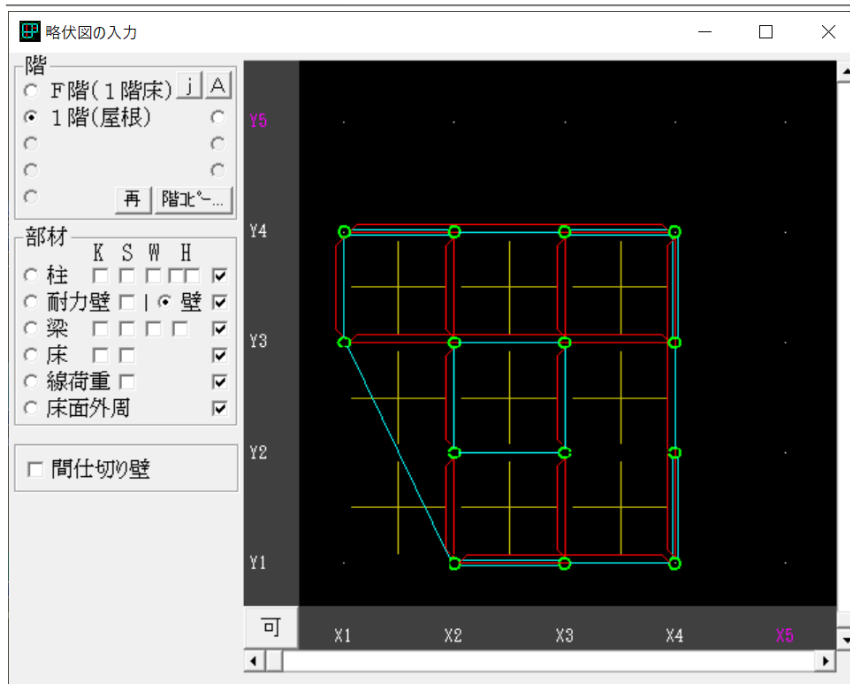 略伏図の入力
階
F階(1階床) j A
1階(屋根)
再 階ｺﾋﾟｰ...
部材
K S W H
柱
耐力壁 | 壁
梁
床
線荷重
床面外周
間仕切り壁
Y5
Y4
Y3
Y2
Y1
可 X1 X2 X3 X4 X5